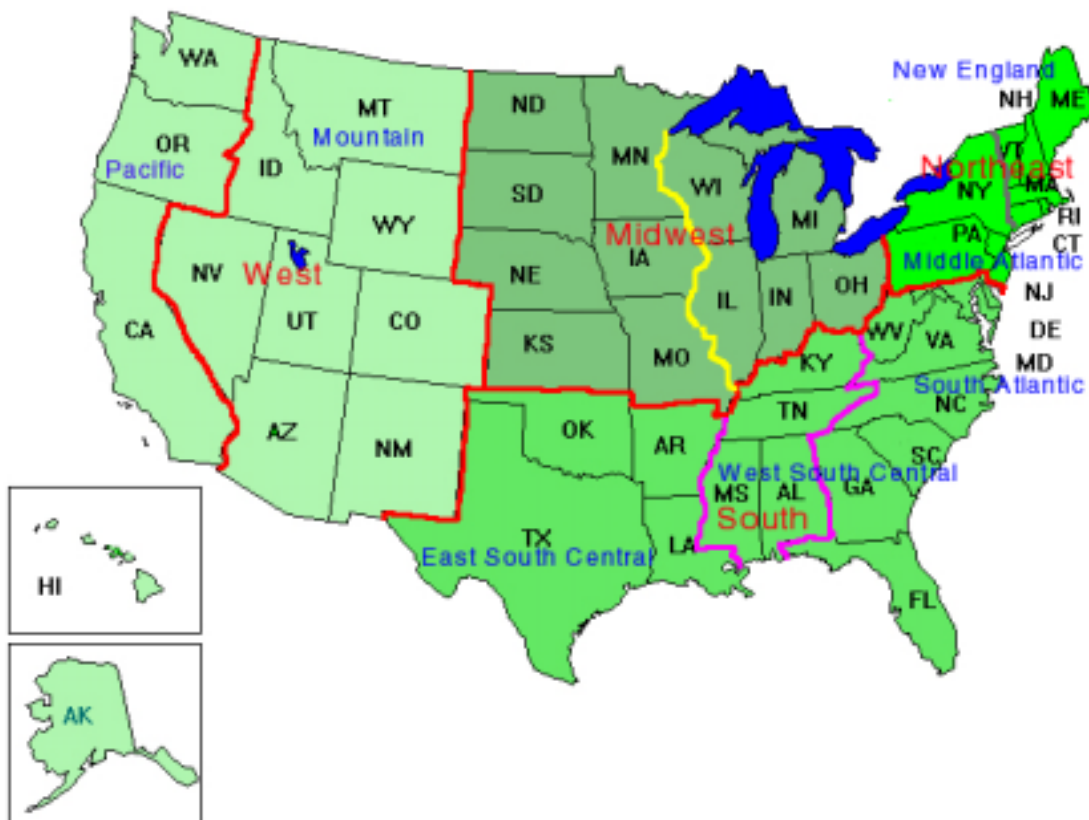 WA
MT
ND
New England
NH
ME
OR
Mountain
MN
Pacific
ID
VT
Northeast
WI
MA
SD
NY
WY
MI
RI
Midwest
PA
CT
NV
West
IA
Middle Atlantic
NE
OH
NJ
IL
IN
CA
UT
CO
WV
VA
DE
KS
MO
KY
MD
South Atlantic
TN
NC
AZ
OK
NM
AR
SC
West South Central
MS
AL
GA
South
TX
LA
East South Central
HI
FL
AK